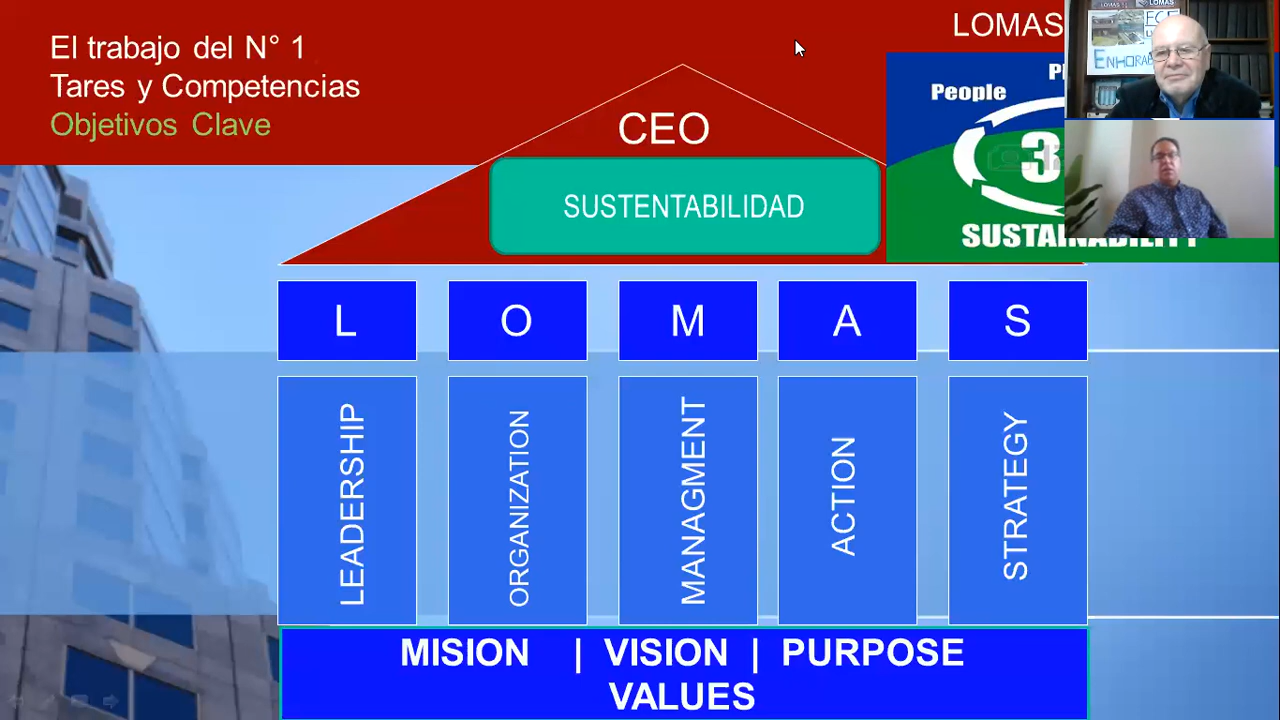 El trabajo del N° 1
Tares y Competencias
Objetivos Clave
LOMAS
CEO
SUSTENTABILIDAD
People
3
SUSTAINABILITY
L O M A S
LEADERSHIP
ORGANIZATION
MANAGMENT
ACTION
STRATEGY
MISION | VISION | PURPOSE
VALUES